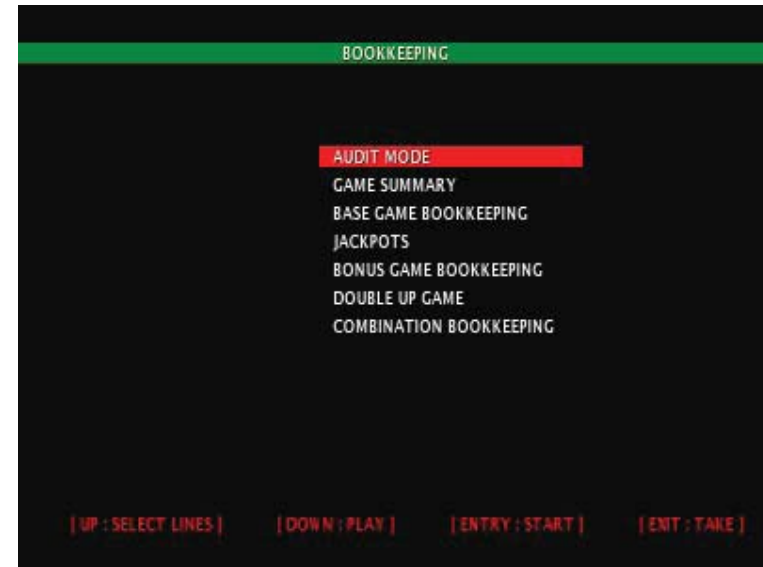 BOOKKEEPING
AUDIT MODE
GAME SUMMARY
BASE GAME BOOKKEEPING
JACKPOTS
BONUS GAME BOOKKEEPING
DOUBLE UP GAME
COMBINATION BOOKKEEPING
[ UP : SELECT LINES ] [ DOWN : PLAY ] [ ENTRY : START ] [ EXIT : TAKE ]